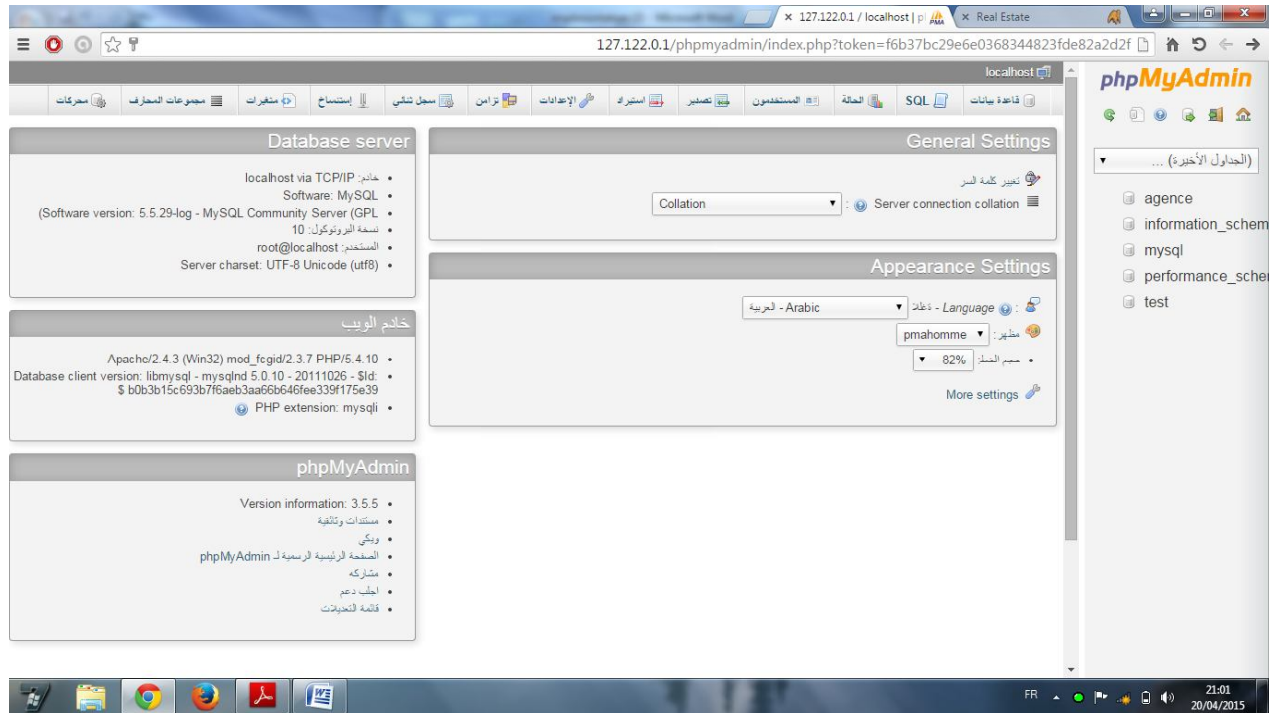 127.122.0.1 / localhost | pl
Real Estate
127.122.0.1/phpmyadmin/index.php?token=f6b37bc29e6e0368344823fde82a2d2f
localhost
phpMyAdmin
قاعدة بيانات
SQL
الحالة
المستخدمون
تصدير
استيراد
الإعدادات
تزامن
سجل ثنائي
إستنساخ
متغيرات
مجموعات المحارف
محركات
(الجداول الأخيرة) ...
agence
information_schem
mysql
performance_sche
test
General Settings
تغيير كلمة السر
Server connection collation : Collation
Appearance Settings
Language - : Arabic - العربية
مظهر: pmahomme
حجم الخط: 82%
More settings
Database server
خادم: localhost via TCP/IP
Software: MySQL
(Software version: 5.5.29-log - MySQL Community Server (GPL
نسخة البروتوكول: 10
المستخدم: root@localhost
Server charset: UTF-8 Unicode (utf8)
خادم الويب
Apache/2.4.3 (Win32) mod_fcgid/2.3.7 PHP/5.4.10
Database client version: libmysql - mysqlnd 5.0.10 - 20111026 - $Id:
$ b0b3b15c693b7f6aeb3aa66b646fee339f175e39
PHP extension: mysqli
phpMyAdmin
Version information: 3.5.5
مستندات وثائقية
ويكي
الصفحة الرئيسية الرسمية لـ phpMyAdmin
مشاركه
اجلب دعم
قائمة التعديلات
FR
21:01
20/04/2015